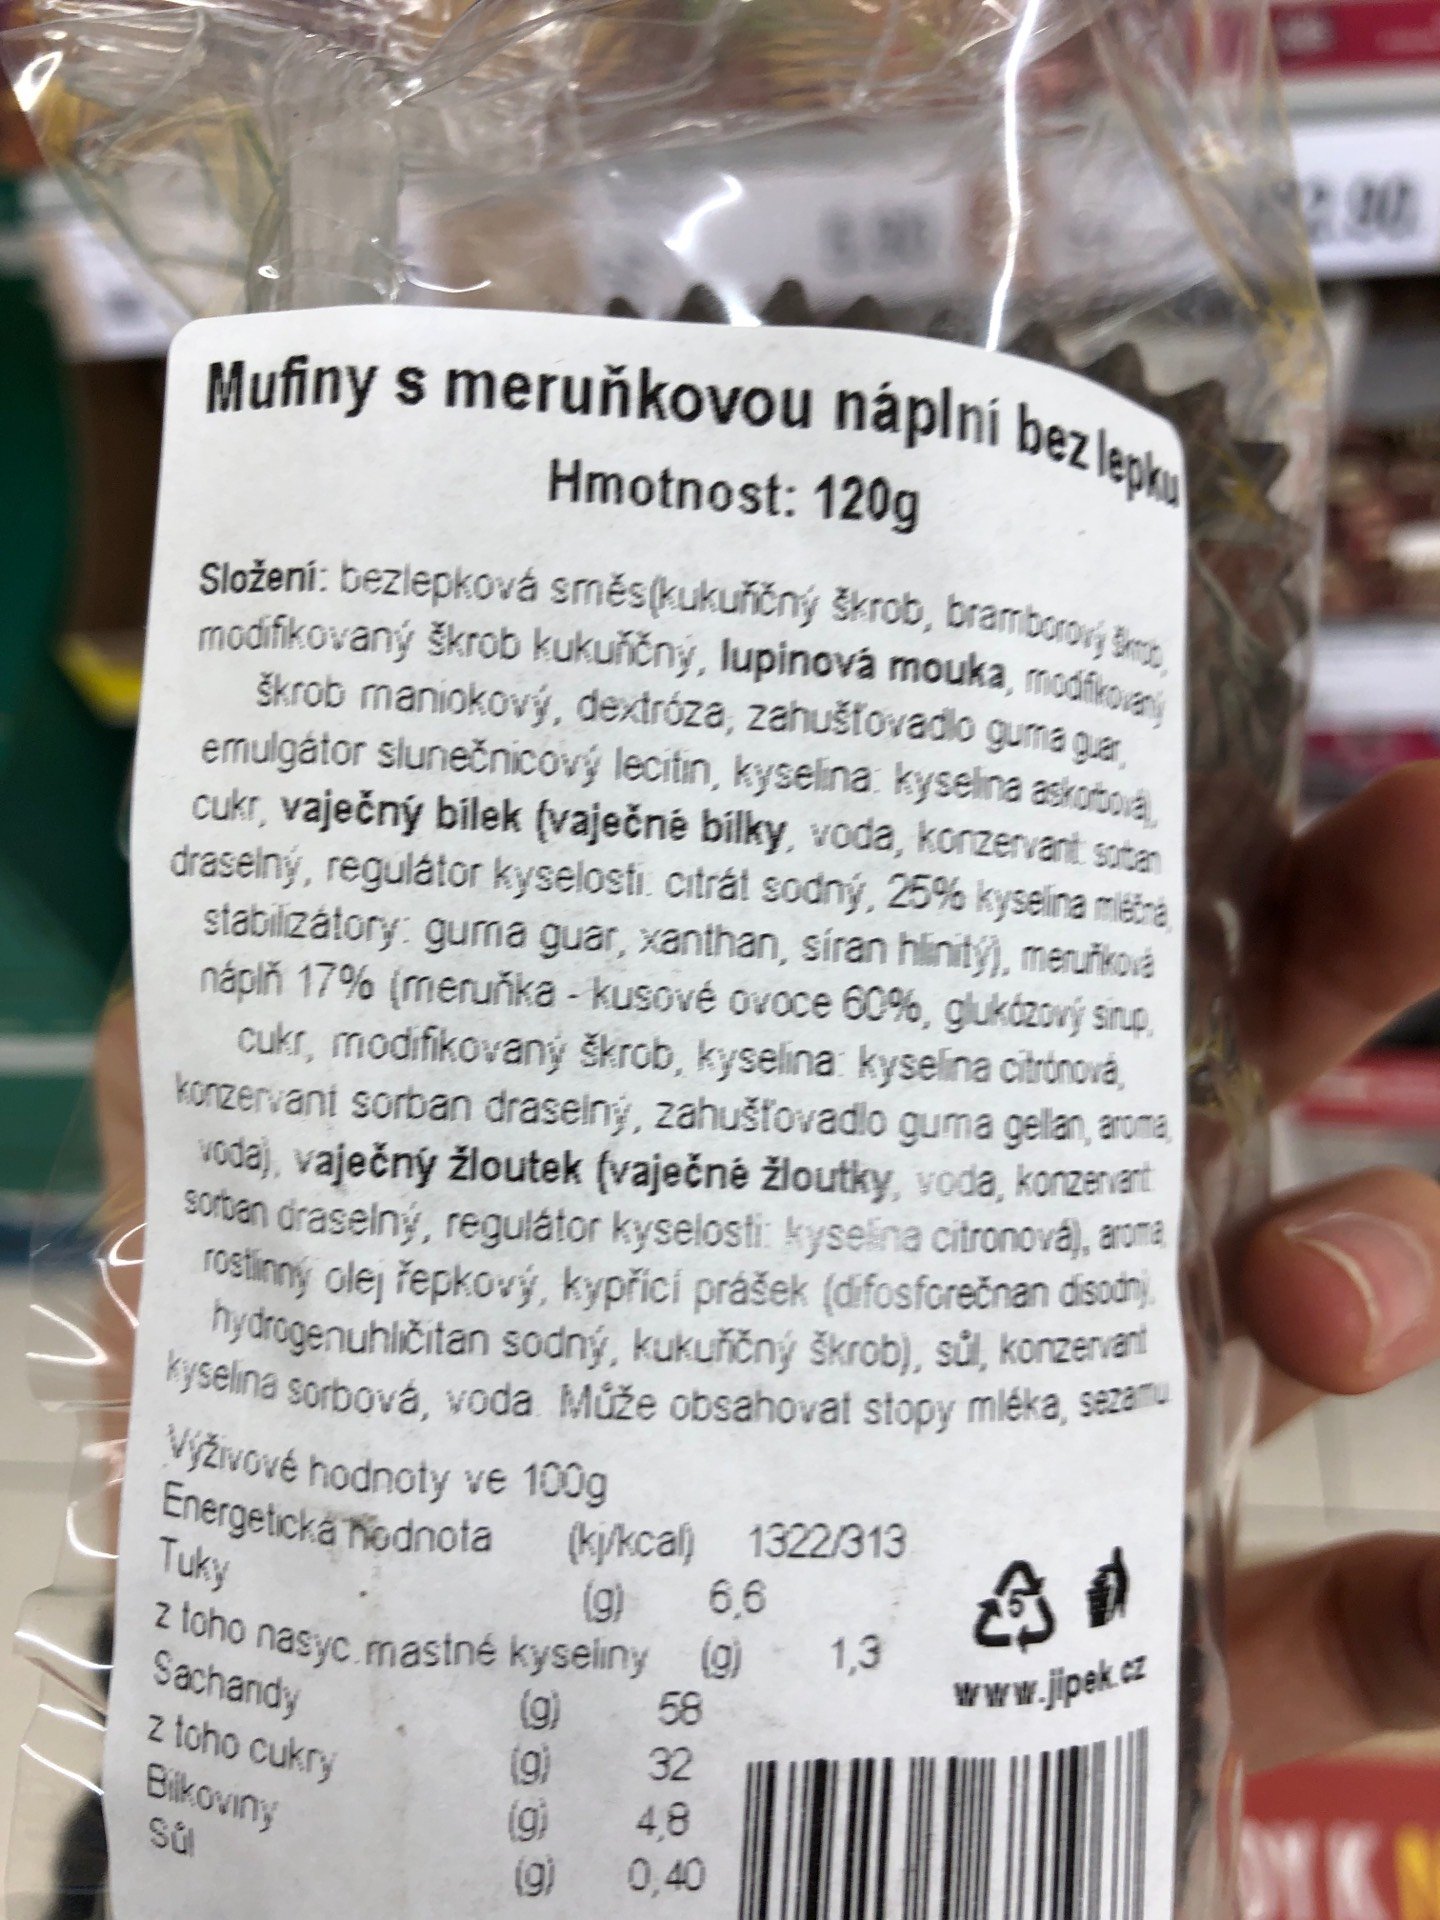 Mufiny s meruňkovou náplní bez lepku
Hmotnost: 120g
Složení: bezlepková směs(kukuřičný škrob, bramborový škrob,
modifikovaný škrob kukuřičný, lupinová mouka, modifikovaný
škrob maniokový, dextróza, zahušťovadlo guma guar,
emulgátor slunečnicový lecitin, kyselina: kyselina askorbová),
cukr, vaječný bílek (vaječné bílky, voda, konzervant: sorban
draselný, regulátor kyselosti: citrát sodný, 25% kyselina mléčná,
stabilizátory: guma guar, xanthan, síran hlinitý), meruňková
náplň 17% (meruňka - kusové ovoce 60%, glukózový sirup,
cukr, modifikovaný škrob, kyselina: kyselina citrónová,
konzervant sorban draselný, zahušťovadlo guma gellan, aroma,
voda), vaječný žloutek (vaječné žloutky, voda, konzervant:
sorban draselný, regulátor kyselosti: kyselina citronová), aroma,
rostlinný olej řepkový, kypřící prášek (difosforečnan disodný,
hydrogenuhličitan sodný, kukuřičný škrob), sůl, konzervant
kyselina sorbová, voda. Může obsahovat stopy mléka, sezamu
Výživové hodnoty ve 100g
Energetická hodnota (kj/kcal) 1322/313
Tuky (g) 6,6
z toho nasyc.mastné kyseliny (g) 1,3
Sachandy (g) 58
z toho cukry (g) 32
Bílkoviny (g) 4,8
Sůl (g) 0,40
5
www.jipek.cz